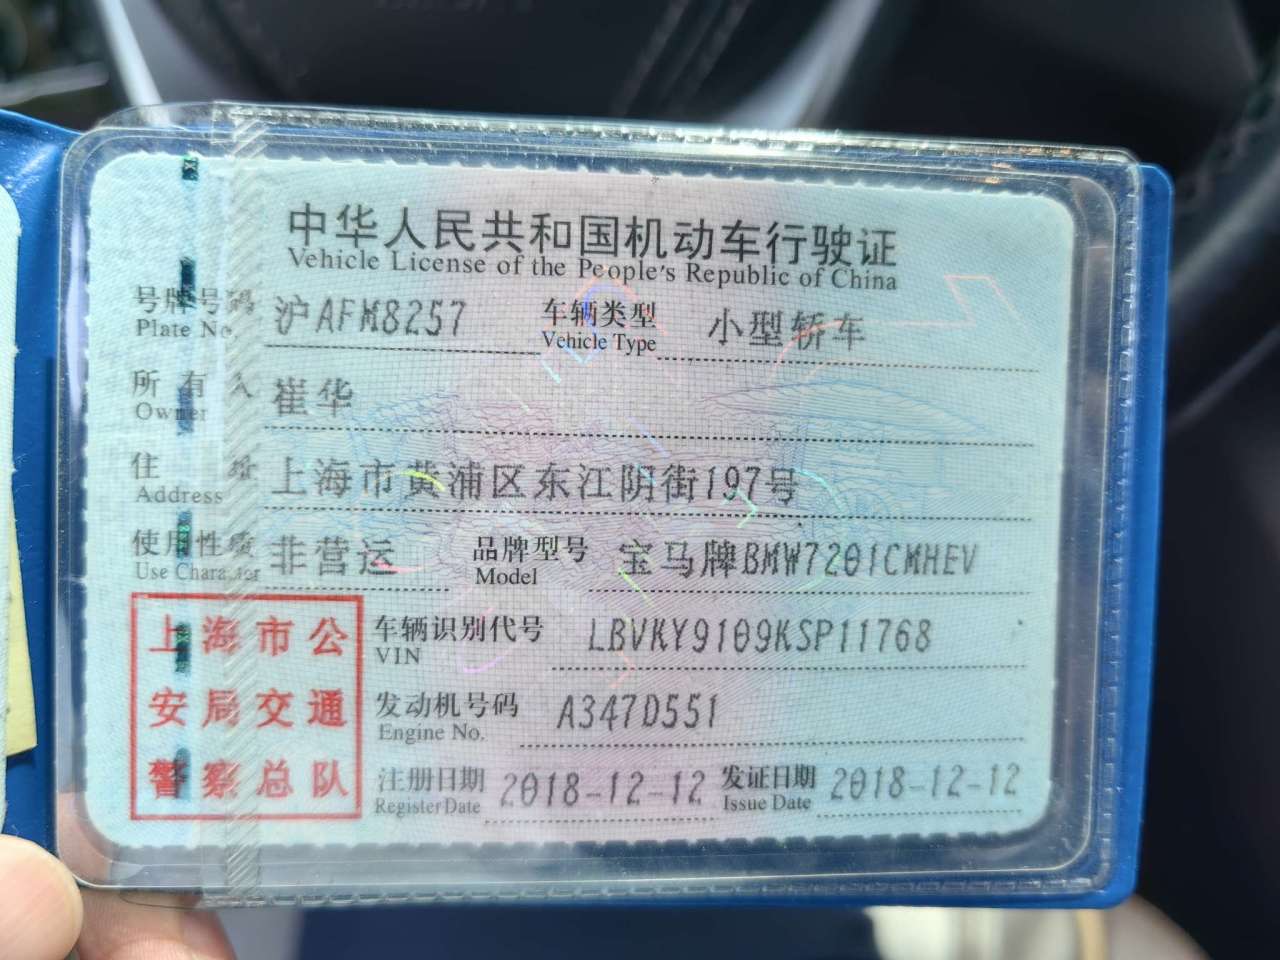 中华人民共和国机动车行驶证
Vehicle License of the People's Republic of China
号牌号码 沪AFM8257 车辆类型 小型轿车
Plate No. Vehicle Type
所有人 崔华
Owner
住址 上海市黄浦区东江阴街197号
Address
使用性质 非营运 品牌型号 宝马牌BMW7201CMHEV
Use Character Model
上海市公 车辆识别代号 LBVKY9109KSP11768
VIN
安局交通 发动机号码 A347D551
Engine No.
警察总队 注册日期 2018-12-12 发证日期 2018-12-12
Register Date Issue Date